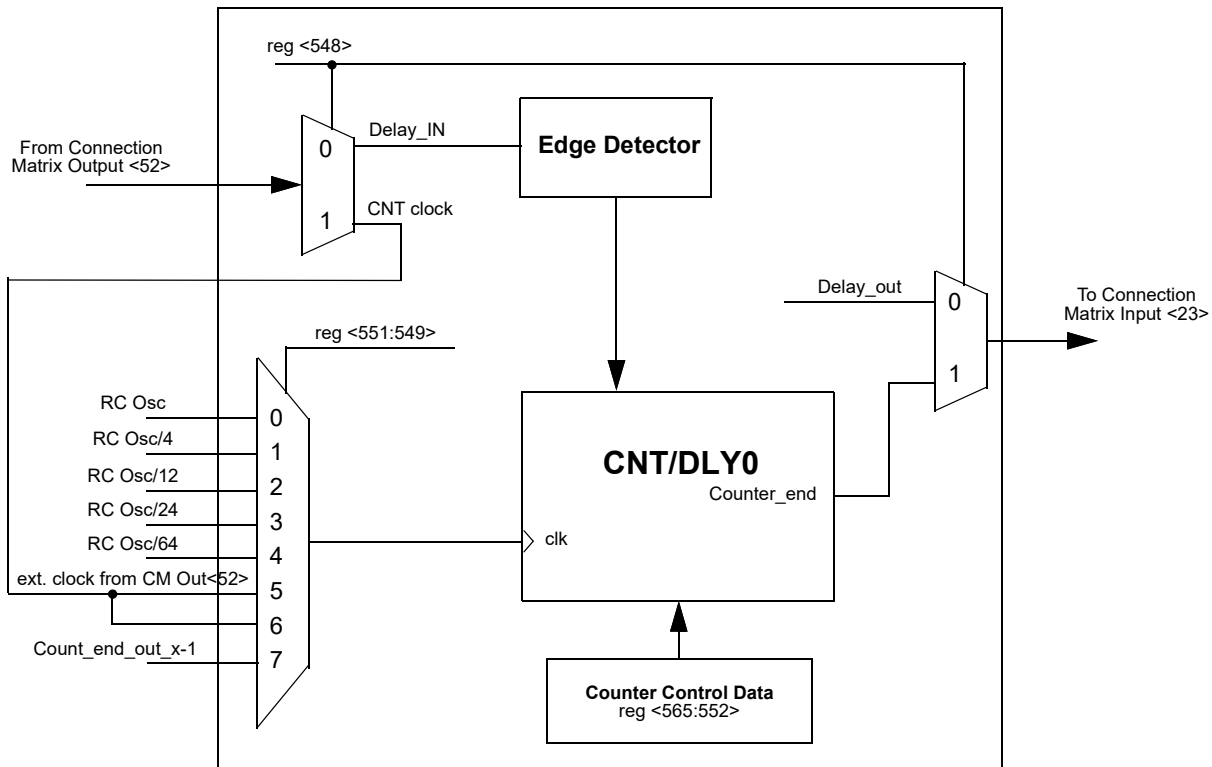 reg <548>
From Connection
Matrix Output <52>
0
1
Delay_IN
CNT clock
Edge Detector
Delay_out
0
1
To Connection
Matrix Input <23>
reg <551:549>
RC Osc
RC Osc/4
RC Osc/12
RC Osc/24
RC Osc/64
ext. clock from CM Out<52>
Count_end_out_x-1
0
1
2
3
4
5
6
7
CNT/DLY0
Counter_end
clk
Counter Control Data
reg <565:552>